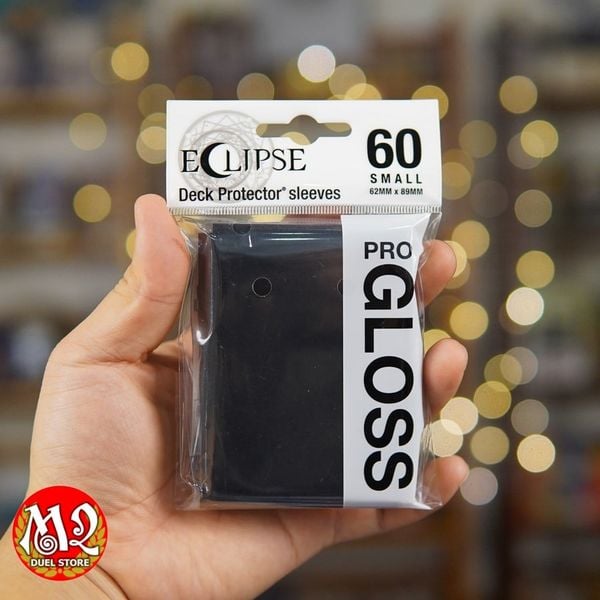 ECLIPSE
Deck Protector® sleeves
60
SMALL
62MM x 89MM
PRO
GLOSS
M2
DUEL STORE